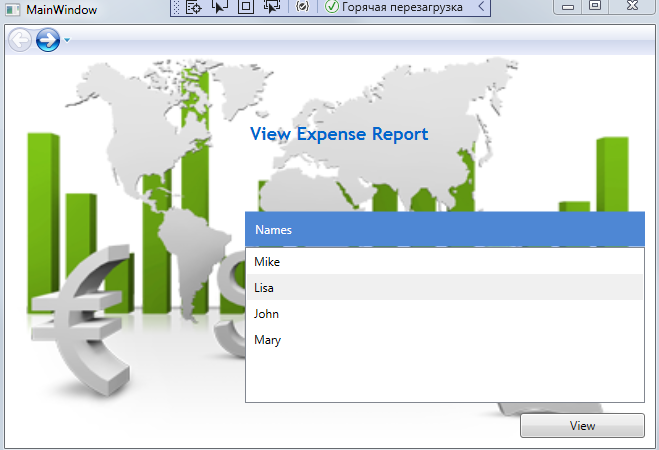 MainWindow
Горячая перезагрузка
View Expense Report
Names
Mike
Lisa
John
Mary
View